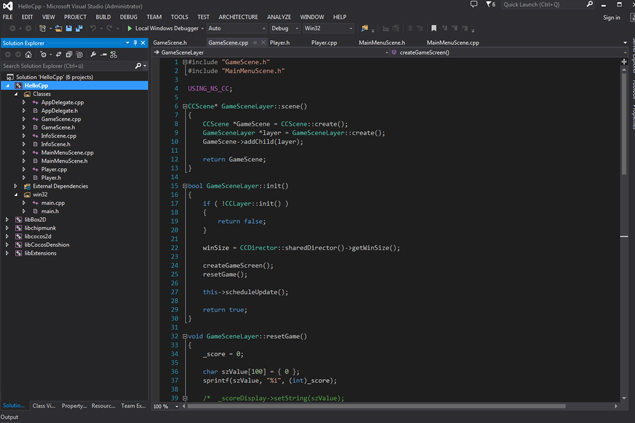 HelloCpp - Microsoft Visual Studio (Administrator)
Quick Launch (Ctrl+Q)
FILE EDIT VIEW PROJECT BUILD DEBUG TEAM TOOLS TEST ARCHITECTURE ANALYZE WINDOW HELP
Sign in
Local Windows Debugger Auto Debug Win32
Solution Explorer
GameScene.h GameScene.cpp Player.h Player.cpp MainMenuScene.h MainMenuScene.cpp
GameSceneLayer createGameScreen()
Search Solution Explorer (Ctrl+ü)
Solution 'HelloCpp' (6 projects)
HelloCpp
Classes
AppDelegate.cpp
AppDelegate.h
GameScene.cpp
GameScene.h
InfoScene.cpp
InfoScene.h
MainMenuScene.cpp
MainMenuScene.h
Player.cpp
Player.h
External Dependencies
win32
main.cpp
main.h
libBox2D
libchipmunk
libcocos2d
libCocosDenshion
libExtensions
1 #include "GameScene.h"
2 #include "MainMenuScene.h"
3
4 USING_NS_CC;
5
6 CCScene* GameSceneLayer::scene()
7 {
8 CCScene *GameScene = CCScene::create();
9 GameSceneLayer *layer = GameSceneLayer::create();
10 GameScene->addChild(layer);
11
12 return GameScene;
13 }
14
15 bool GameSceneLayer::init()
16 {
17 if ( !CCLayer::init() )
18 {
19 return false;
20 }
21
22 winSize = CCDirector::sharedDirector()->getWinSize();
23
24 createGameScreen();
25 resetGame();
26
27 this->scheduleUpdate();
28
29 return true;
30 }
31
32 void GameSceneLayer::resetGame()
33 {
34 _score = 0;
35
36 char szValue[100] = { 0 };
37 sprintf(szValue, "%i", (int)_score);
38
39 /* _scoreDisplay->setString(szValue);
100 %
Solutio... Class Vi... Property... Resourc... Team Ex...
Output